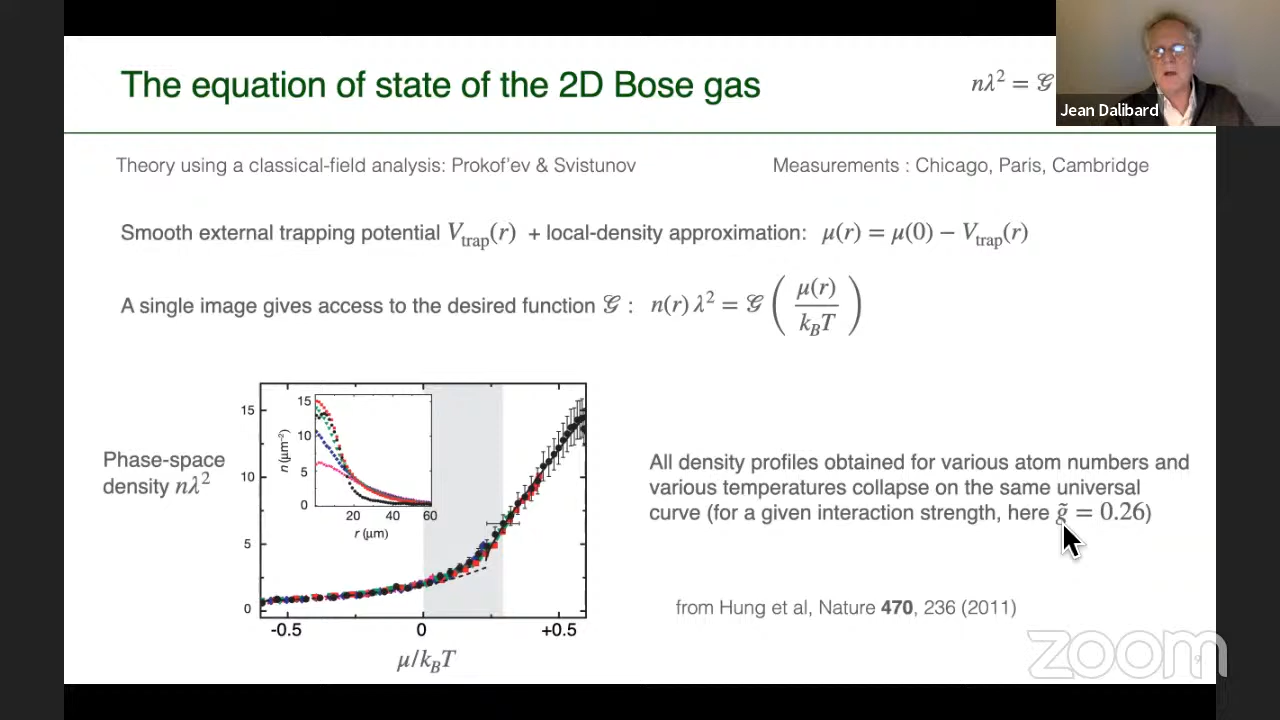 The equation of state of the 2D Bose gas
nλ² = 𝒢
Jean Dalibard
Theory using a classical-field analysis: Prokof'ev & Svistunov
Measurements : Chicago, Paris, Cambridge
Smooth external trapping potential V_trap(r) + local-density approximation: μ(r) = μ(0) − V_trap(r)
A single image gives access to the desired function 𝒢 : n(r) λ² = 𝒢 ( μ(r) / k_BT )
Phase-space
density nλ²
15
10
5
0
-0.5
0
+0.5
μ/k_BT
15
10
5
0
n (μm⁻²)
20
40
60
r (μm)
All density profiles obtained for various atom numbers and
various temperatures collapse on the same universal
curve (for a given interaction strength, here g̃ = 0.26)
from Hung et al, Nature 470, 236 (2011)
zoom
9